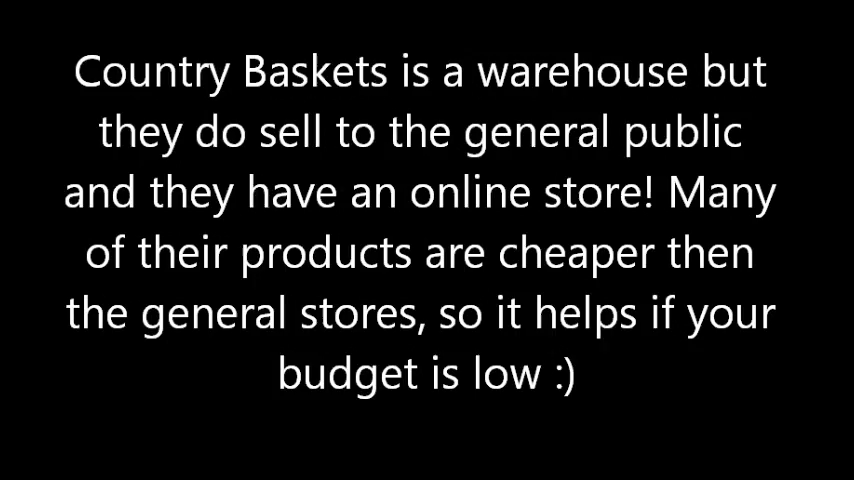 Country Baskets is a warehouse but
they do sell to the general public
and they have an online store! Many
of their products are cheaper then
the general stores, so it helps if your
budget is low :)